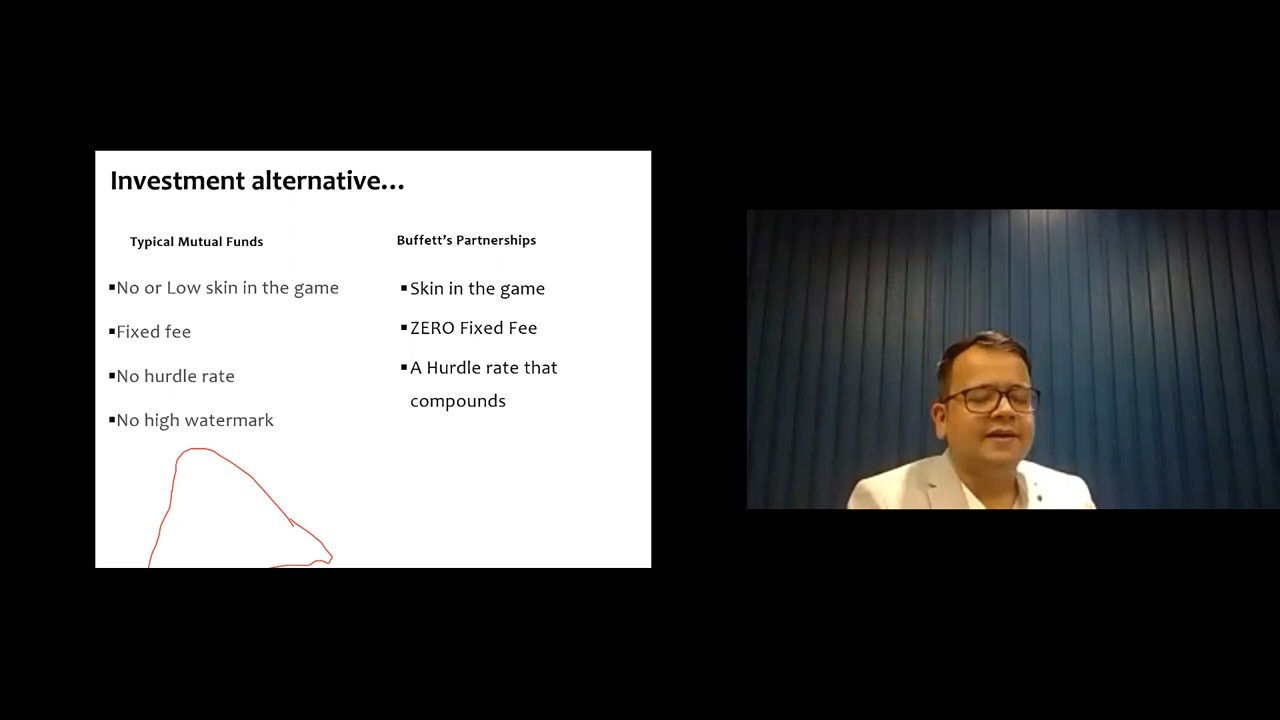 Investment alternative...
Typical Mutual Funds
▪No or Low skin in the game
▪Fixed fee
▪No hurdle rate
▪No high watermark
Buffett’s Partnerships
▪Skin in the game
▪ZERO Fixed Fee
▪A Hurdle rate that
compounds